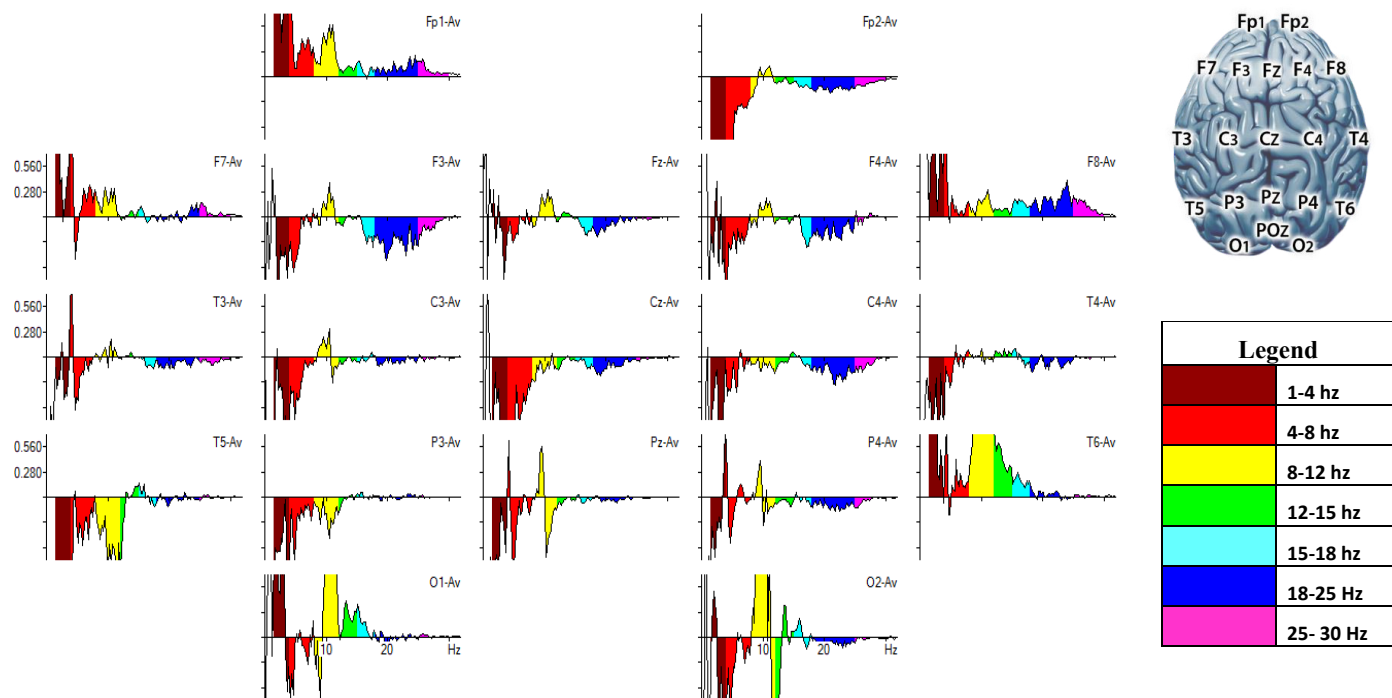 Fp1-Av
Fp2-Av
F7-Av
F3-Av
Fz-Av
F4-Av
F8-Av
0.560
0.280
T3-Av
C3-Av
Cz-Av
C4-Av
T4-Av
0.560
0.280
T5-Av
P3-Av
Pz-Av
P4-Av
T6-Av
0.560
0.280
O1-Av
O2-Av
10 20 Hz
10 20 Hz
Fp1 Fp2
F7 F3 Fz F4 F8
T3 C3 Cz C4 T4
T5 P3 Pz P4 T6
POz
O1 O2
Legend
1-4 hz
4-8 hz
8-12 hz
12-15 hz
15-18 hz
18-25 Hz
25- 30 Hz